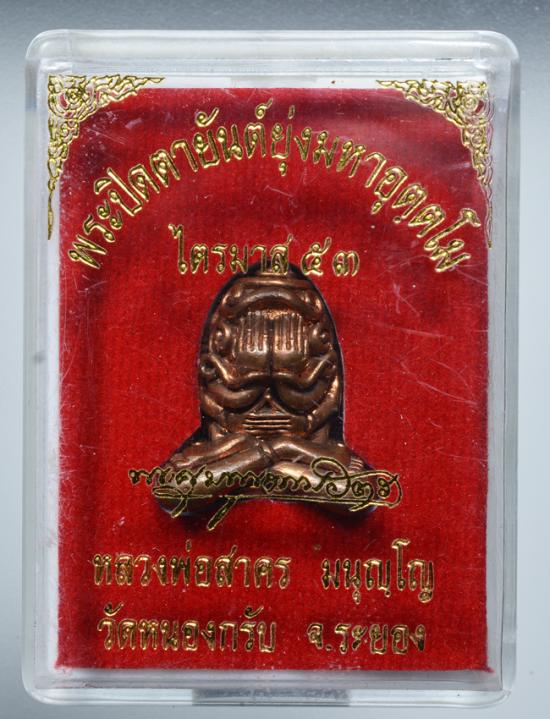 พระปิดตายันต์ยุ่งมหาอุตฺตโม
ไตรมาส ๕๓
หลวงพ่อสาคร มนุญฺโญ
วัดหนองกรับ จ.ระยอง